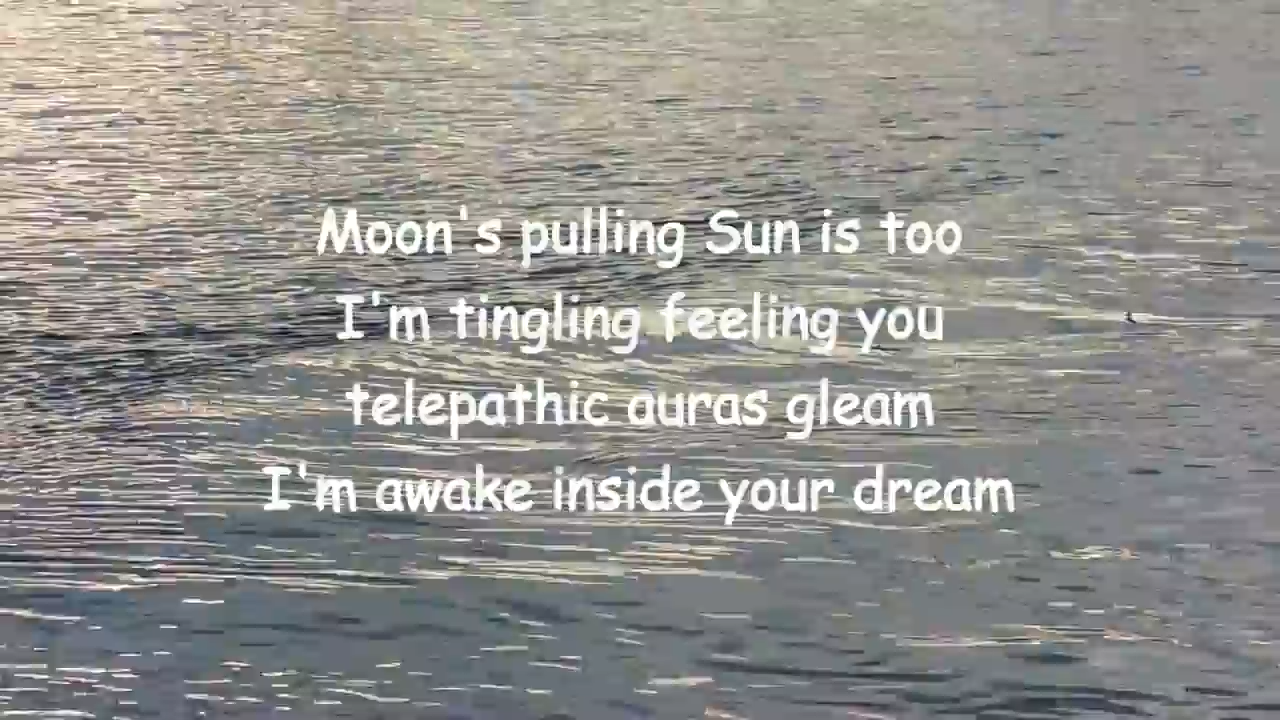 Moon's pulling Sun is too
I'm tingling feeling you
telepathic auras gleam
I'm awake inside your dream